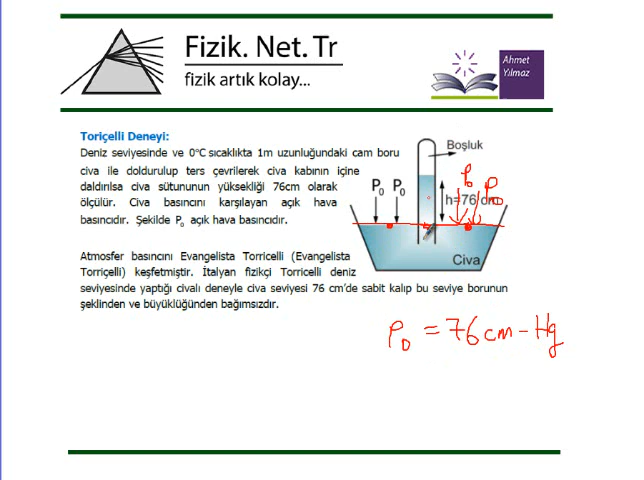 Fizik. Net. Tr
fizik artık kolay...
Ahmet
Yılmaz
Toriçelli Deneyi:
Deniz seviyesinde ve 0°C sıcaklıkta 1m uzunluğundaki cam boru
civa ile doldurulup ters çevrilerek civa kabının içine
daldırılsa civa sütununun yüksekliği 76cm olarak
ölçülür. Civa basıncını karşılayan açık hava
basıncıdır. Şekilde P₀ açık hava basıncıdır.
Boşluk
P₀ P₀
h=76 cm
P₀
Civa
Atmosfer basıncını Evangelista Torricelli (Evangelista
Torriçelli) keşfetmiştir. İtalyan fizikçi Torricelli deniz
seviyesinde yaptığı civalı deneyle civa seviyesi 76 cm'de sabit kalıp bu seviye borunun
şeklinden ve büyüklüğünden bağımsızdır.
P₀ = 76 cm-Hg